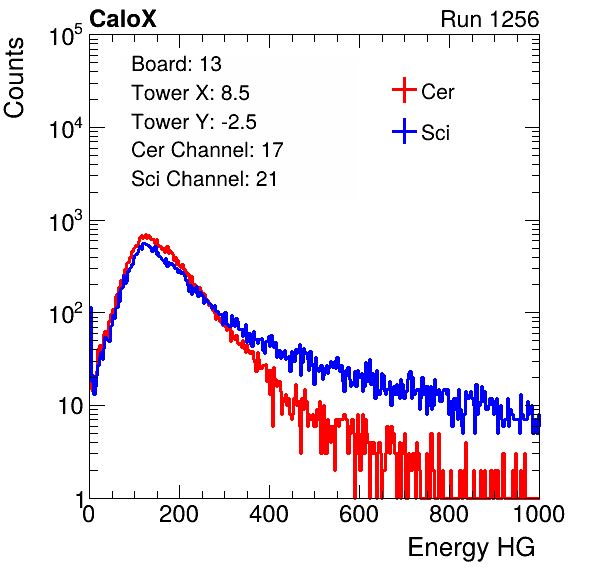 CaloX Run 1256
Counts
Board: 13
Tower X: 8.5
Tower Y: -2.5
Cer Channel: 17
Sci Channel: 21
Cer
Sci
10^5
10^4
10^3
10^2
10
1
0 200 400 600 800 1000
Energy HG